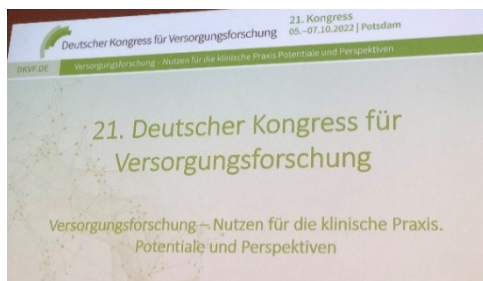 Deutscher Kongress für Versorgungsforschung
21. Kongress
05.–07.10.2022 | Potsdam
DKVF.DE
Versorgungsforschung - Nutzen für die klinische Praxis Potentiale und Perspektiven
21. Deutscher Kongress für
Versorgungsforschung
Versorgungsforschung – Nutzen für die klinische Praxis.
Potentiale und Perspektiven